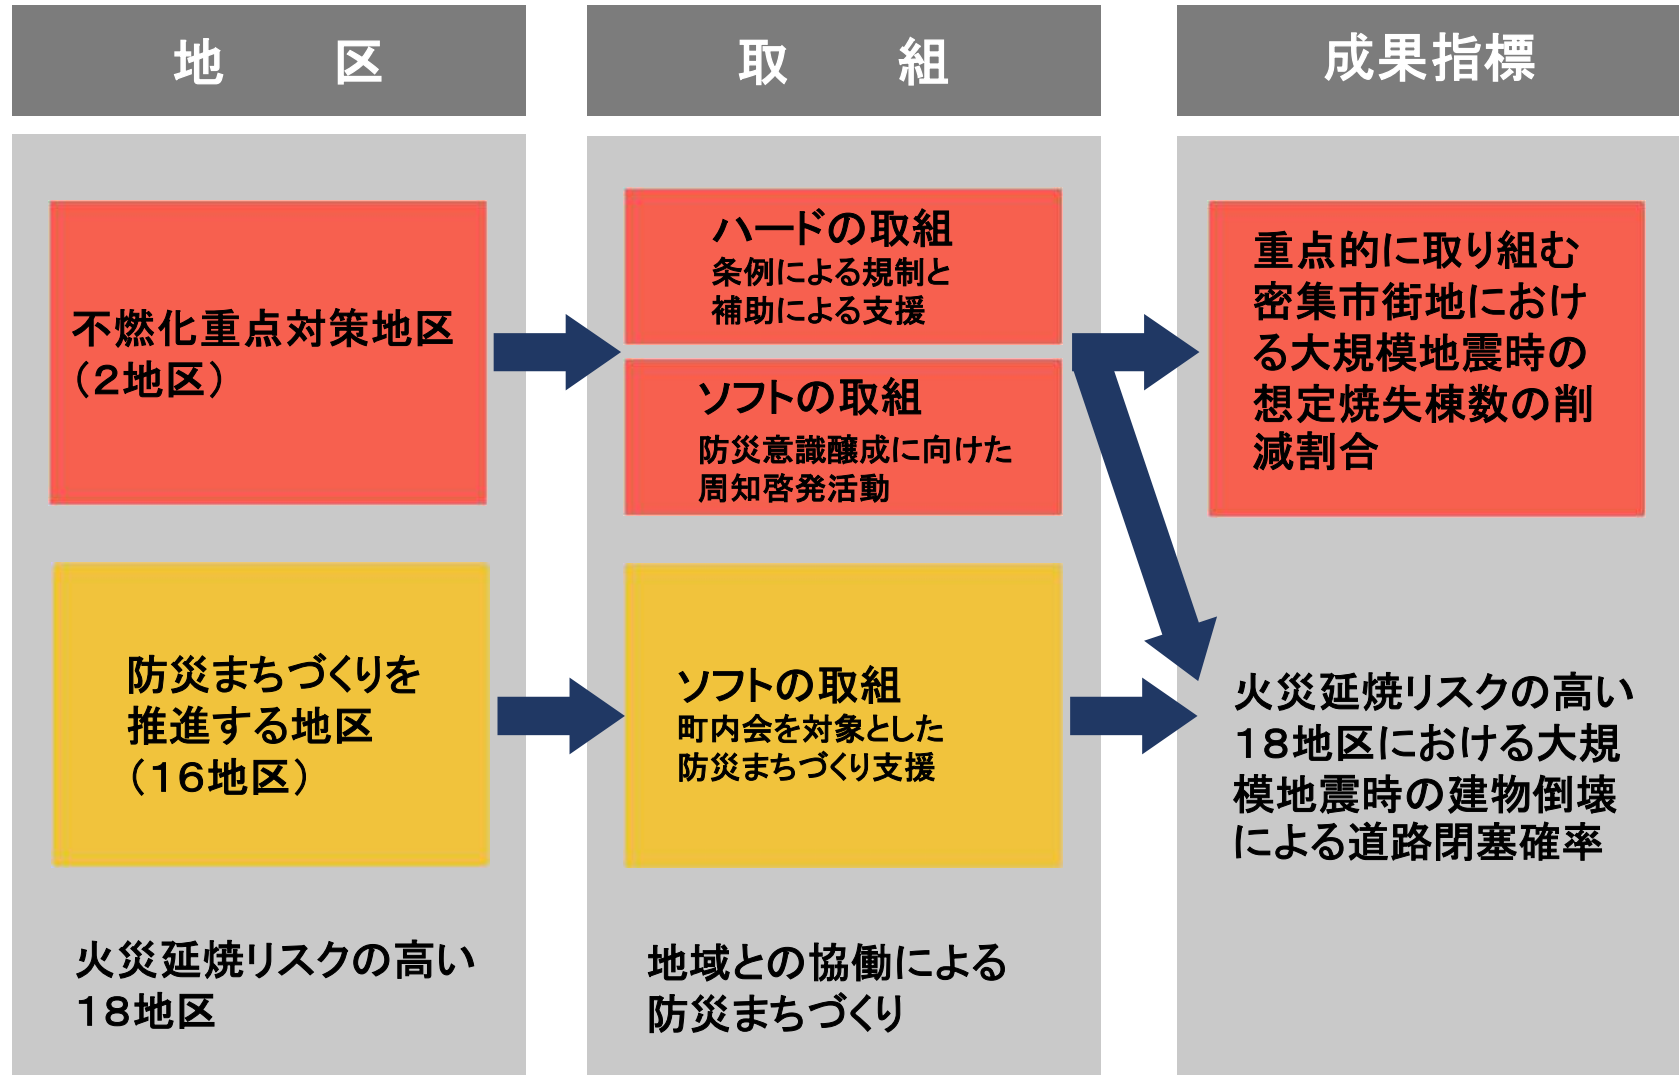 地　　区
不燃化重点対策地区
（2地区）
防災まちづくりを
推進する地区
（16地区）
火災延焼リスクの高い
18地区
取　　組
ハードの取組
条例による規制と
補助による支援
ソフトの取組
防災意識醸成に向けた
周知啓発活動
ソフトの取組
町内会を対象とした
防災まちづくり支援
地域との協働による
防災まちづくり
成果指標
重点的に取り組む
密集市街地におけ
る大規模地震時の
想定焼失棟数の削
減割合
火災延焼リスクの高い
18地区における大規
模地震時の建物倒壊
による道路閉塞確率